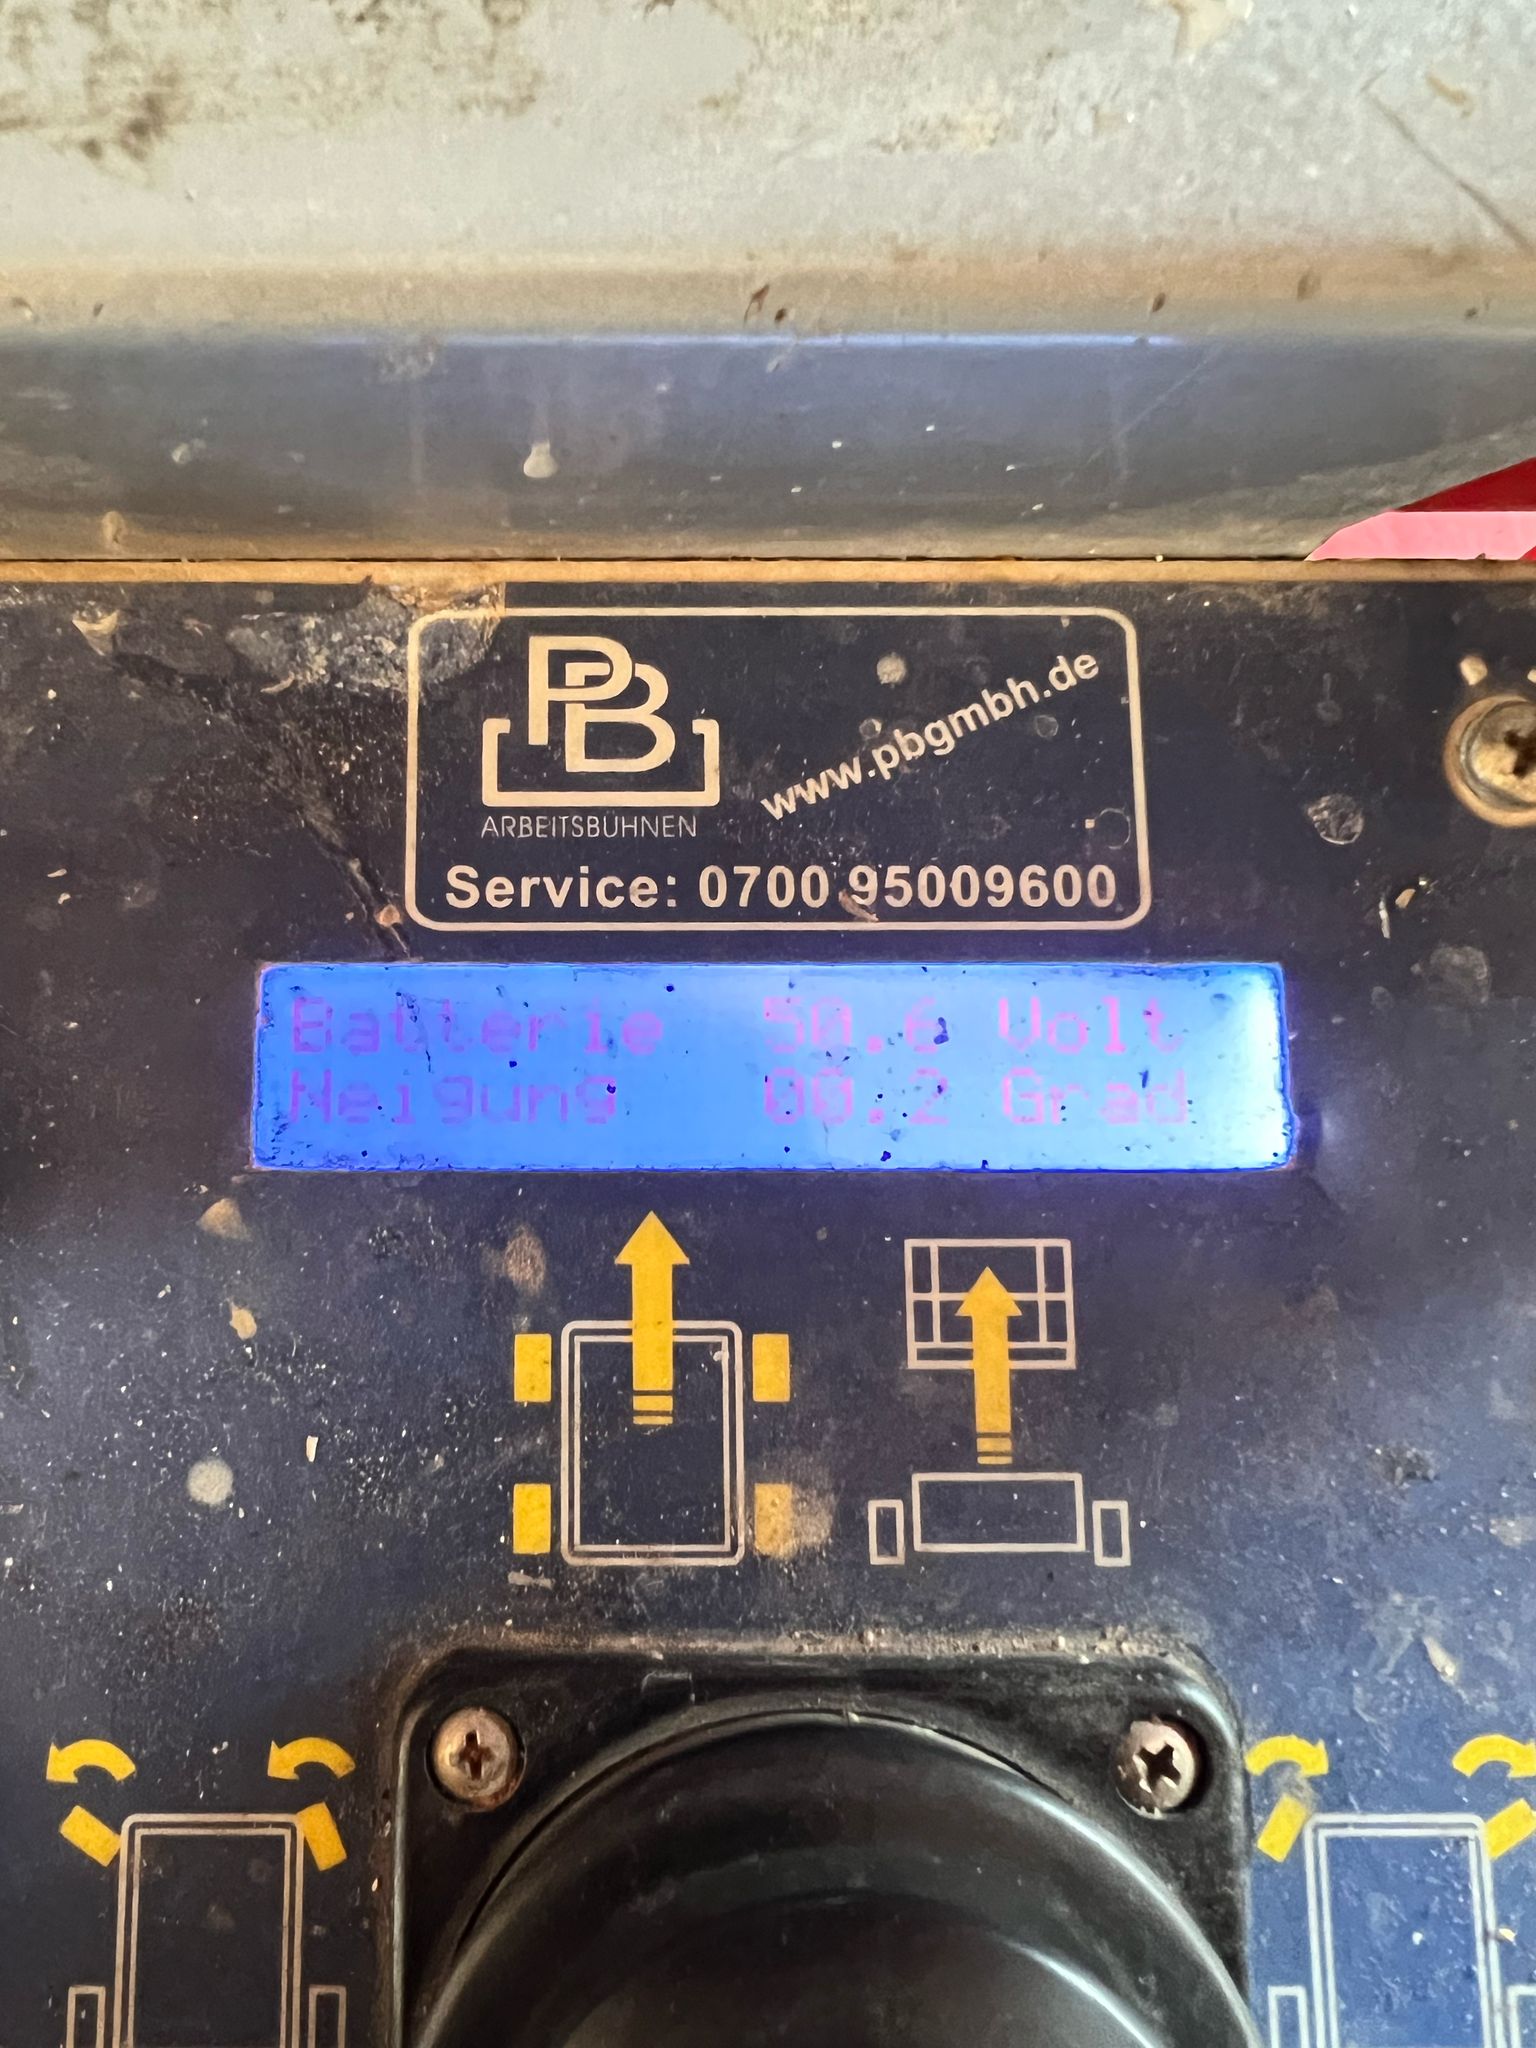 PB
www.pbgmbh.de
ARBEITSBÜHNEN
Service: 0700 95009600
Batterie 50.6 Volt
Neigung 00.2 Grad